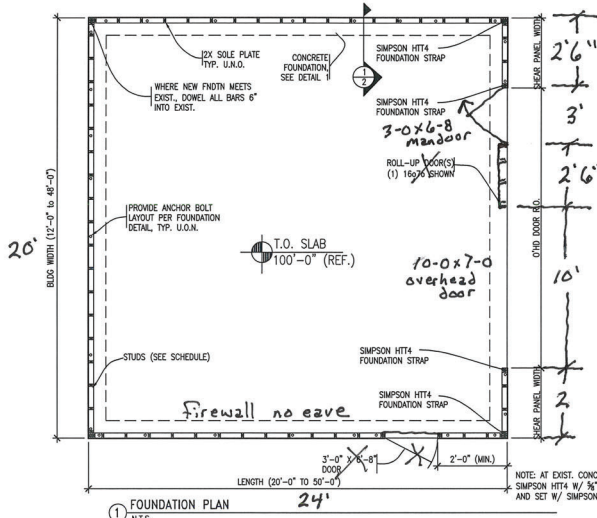 2X SOLE PLATE
TYP. U.N.O.
CONCRETE
FOUNDATION,
SEE DETAIL 1
SIMPSON HTT4
FOUNDATION STRAP
1
2
WHERE NEW FNDTN MEETS
EXIST., DOWEL ALL BARS 6"
INTO EXIST.
SIMPSON HTT4
FOUNDATION STRAP
3-0x6-8
mandoor
ROLL-UP DOOR(S)
(1) 16o76 SHOWN
SHEAR PANEL WIDTH
2'6"
3'
2'6"
O'HD DOOR R.O.
10'
SHEAR PANEL WIDTH
2
PROVIDE ANCHOR BOLT
LAYOUT PER FOUNDATION
DETAIL, TYP. U.O.N.
20'
BLDG WIDTH (12'-0" to 48'-0")
T.O. SLAB
100'-0" (REF.)
10-0x7-0
overhead
door
STUDS (SEE SCHEDULE)
SIMPSON HTT4
FOUNDATION STRAP
SIMPSON HTT4
FOUNDATION STRAP
Firewall no eave
3'-0" X 6'-8"
DOOR
2'-0" (MIN.)
LENGTH (20'-0" TO 50'-0")
24'
NOTE: AT EXIST. CONC
SIMPSON HTT4 W/ 5/8"
AND SET W/ SIMPSON
1 FOUNDATION PLAN
N.T.S.